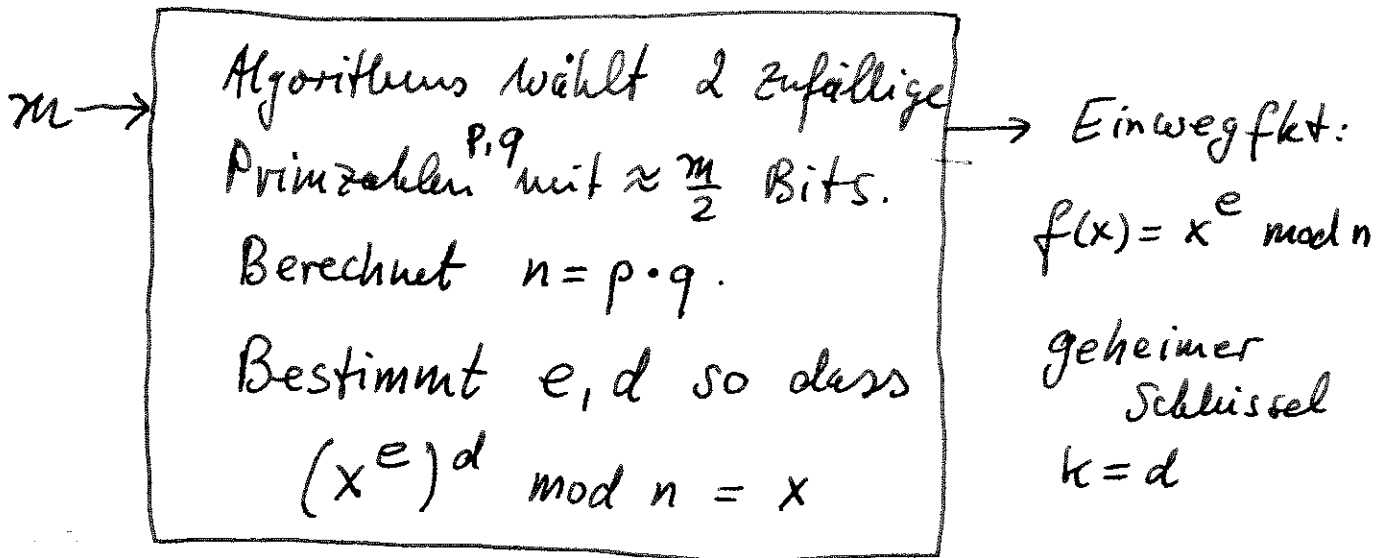 m →
Algorithmus wählt 2 zufällige
Primzahlen p,q mit ≈ m/2 Bits.
Berechnet n = p · q .
Bestimmt e, d so dass
(x^e)^d mod n = x
→ Einwegfkt:
f(x) = x^e mod n
geheimer
Schlüssel
k = d